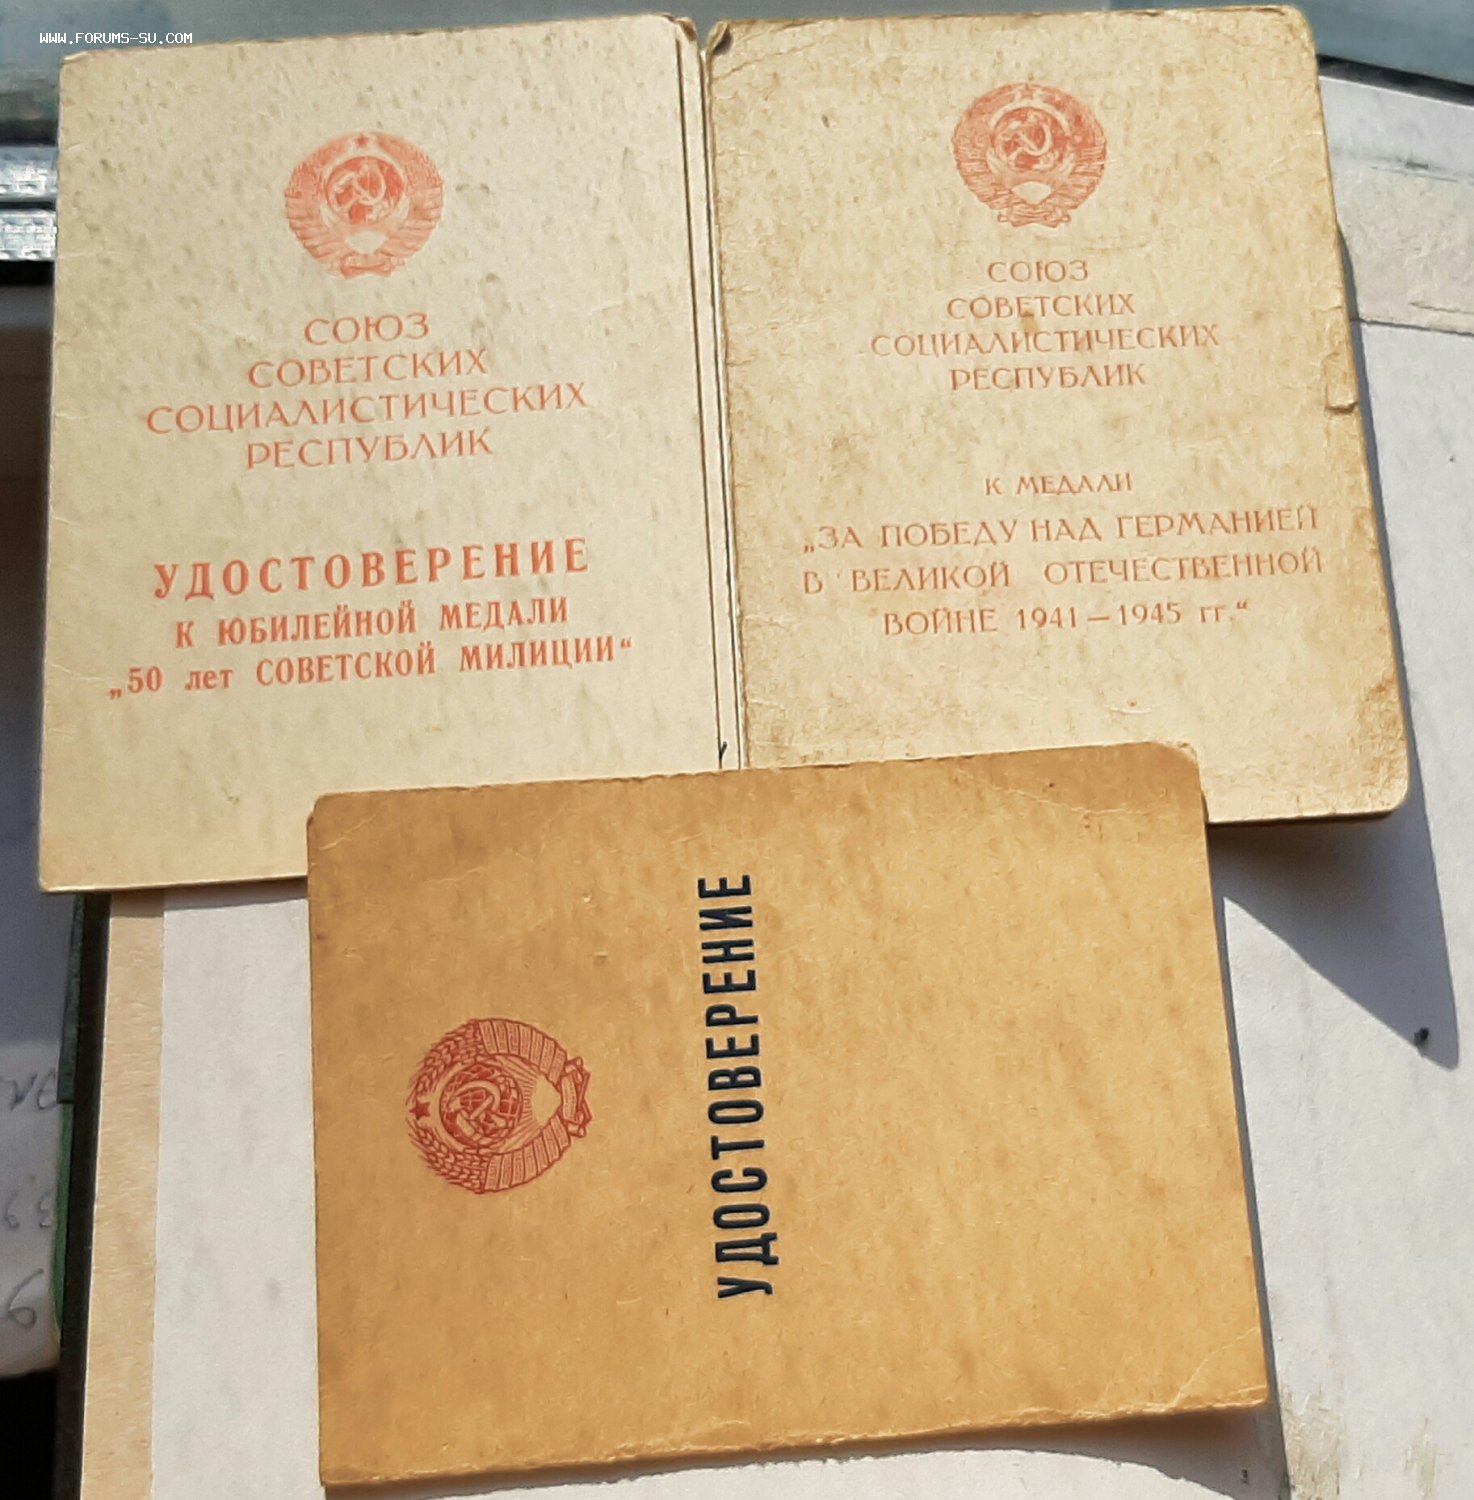 WWW.FORUMS-SU.COM
СОЮЗ
СОВЕТСКИХ
СОЦИАЛИСТИЧЕСКИХ
РЕСПУБЛИК
УДОСТОВЕРЕНИЕ
К ЮБИЛЕЙНОЙ МЕДАЛИ
„50 лет СОВЕТСКОЙ МИЛИЦИИ“
СОЮЗ
СОВЕТСКИХ
СОЦИАЛИСТИЧЕСКИХ
РЕСПУБЛИК
К МЕДАЛИ
„ЗА ПОБЕДУ НАД ГЕРМАНИЕЙ
В ВЕЛИКОЙ ОТЕЧЕСТВЕННОЙ
ВОЙНЕ 1941—1945 гг.“
УДОСТОВЕРЕНИЕ